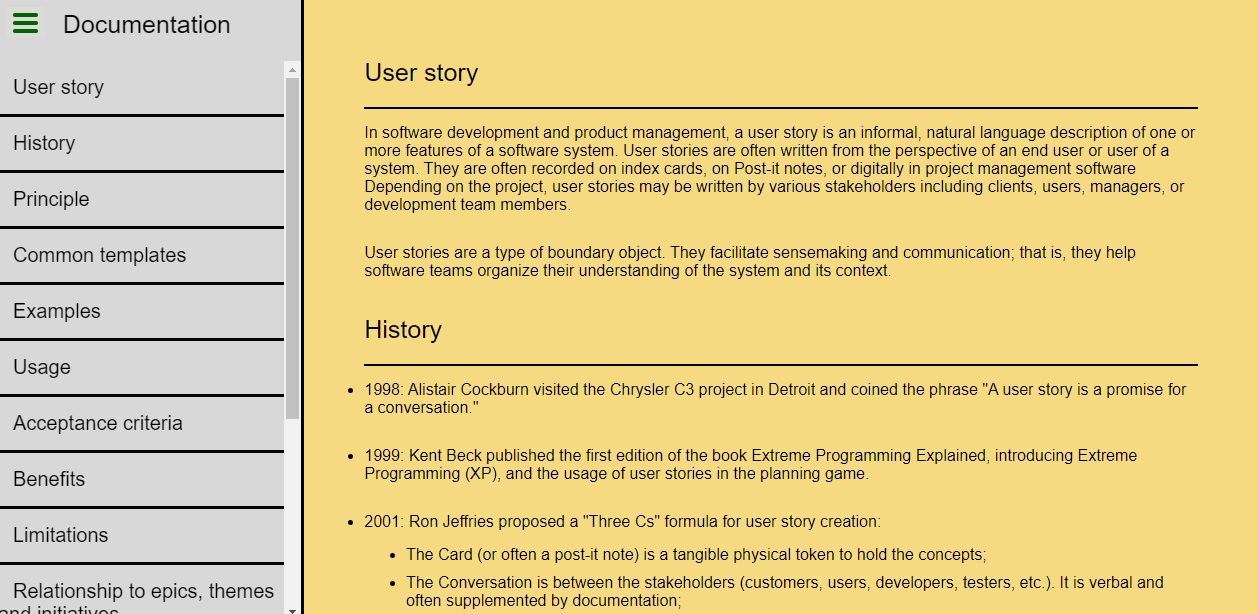 Documentation
User story
History
Principle
Common templates
Examples
Usage
Acceptance criteria
Benefits
Limitations
Relationship to epics, themes
and initiatives
User story
In software development and product management, a user story is an informal, natural language description of one or
more features of a software system. User stories are often written from the perspective of an end user or user of a
system. They are often recorded on index cards, on Post-it notes, or digitally in project management software
Depending on the project, user stories may be written by various stakeholders including clients, users, managers, or
development team members.
User stories are a type of boundary object. They facilitate sensemaking and communication; that is, they help
software teams organize their understanding of the system and its context.
History
1998: Alistair Cockburn visited the Chrysler C3 project in Detroit and coined the phrase "A user story is a promise for
a conversation."
1999: Kent Beck published the first edition of the book Extreme Programming Explained, introducing Extreme
Programming (XP), and the usage of user stories in the planning game.
2001: Ron Jeffries proposed a "Three Cs" formula for user story creation:
The Card (or often a post-it note) is a tangible physical token to hold the concepts;
The Conversation is between the stakeholders (customers, users, developers, testers, etc.). It is verbal and
often supplemented by documentation;